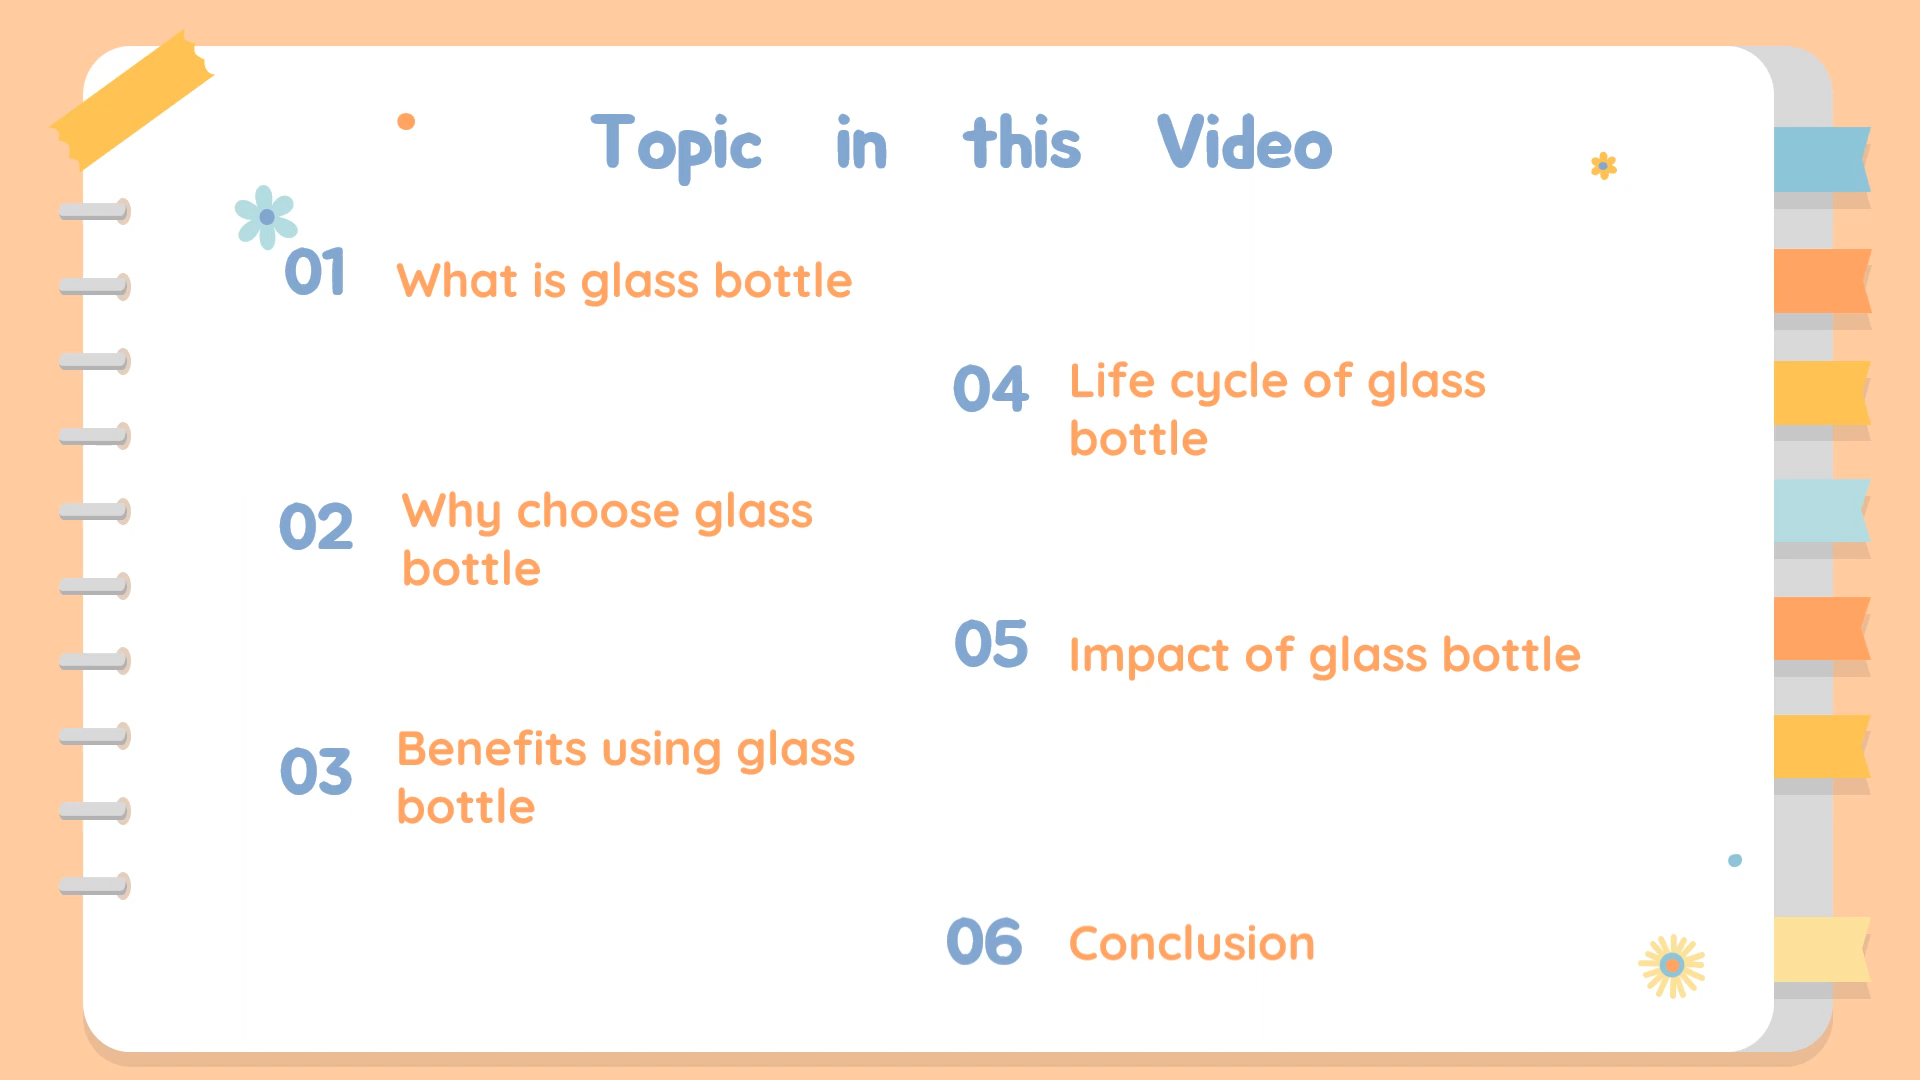 Topic in this Video
01
What is glass bottle
02
Why choose glass
bottle
03
Benefits using glass
bottle
04
Life cycle of glass
bottle
05
Impact of glass bottle
06
Conclusion